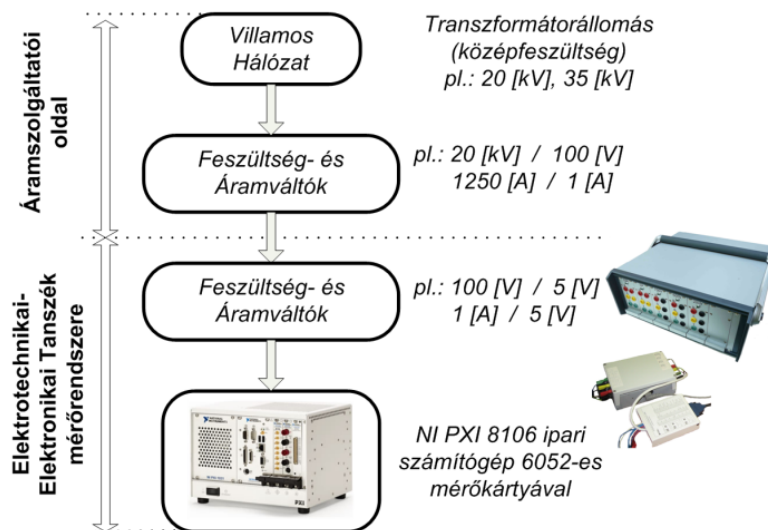 Áramszolgáltatói
oldal
Villamos
Hálózat
Transzformátorállomás
(középfeszültség)
pl.: 20 [kV], 35 [kV]
Feszültség- és
Áramváltók
pl.: 20 [kV] / 100 [V]
1250 [A] / 1 [A]
Elektrotechnikai-
Elektronikai Tanszék
mérőrendszere
Feszültség- és
Áramváltók
pl.: 100 [V] / 5 [V]
1 [A] / 5 [V]
NI PXI 8106 ipari
számítógép 6052-es
mérőkártyával
PXI